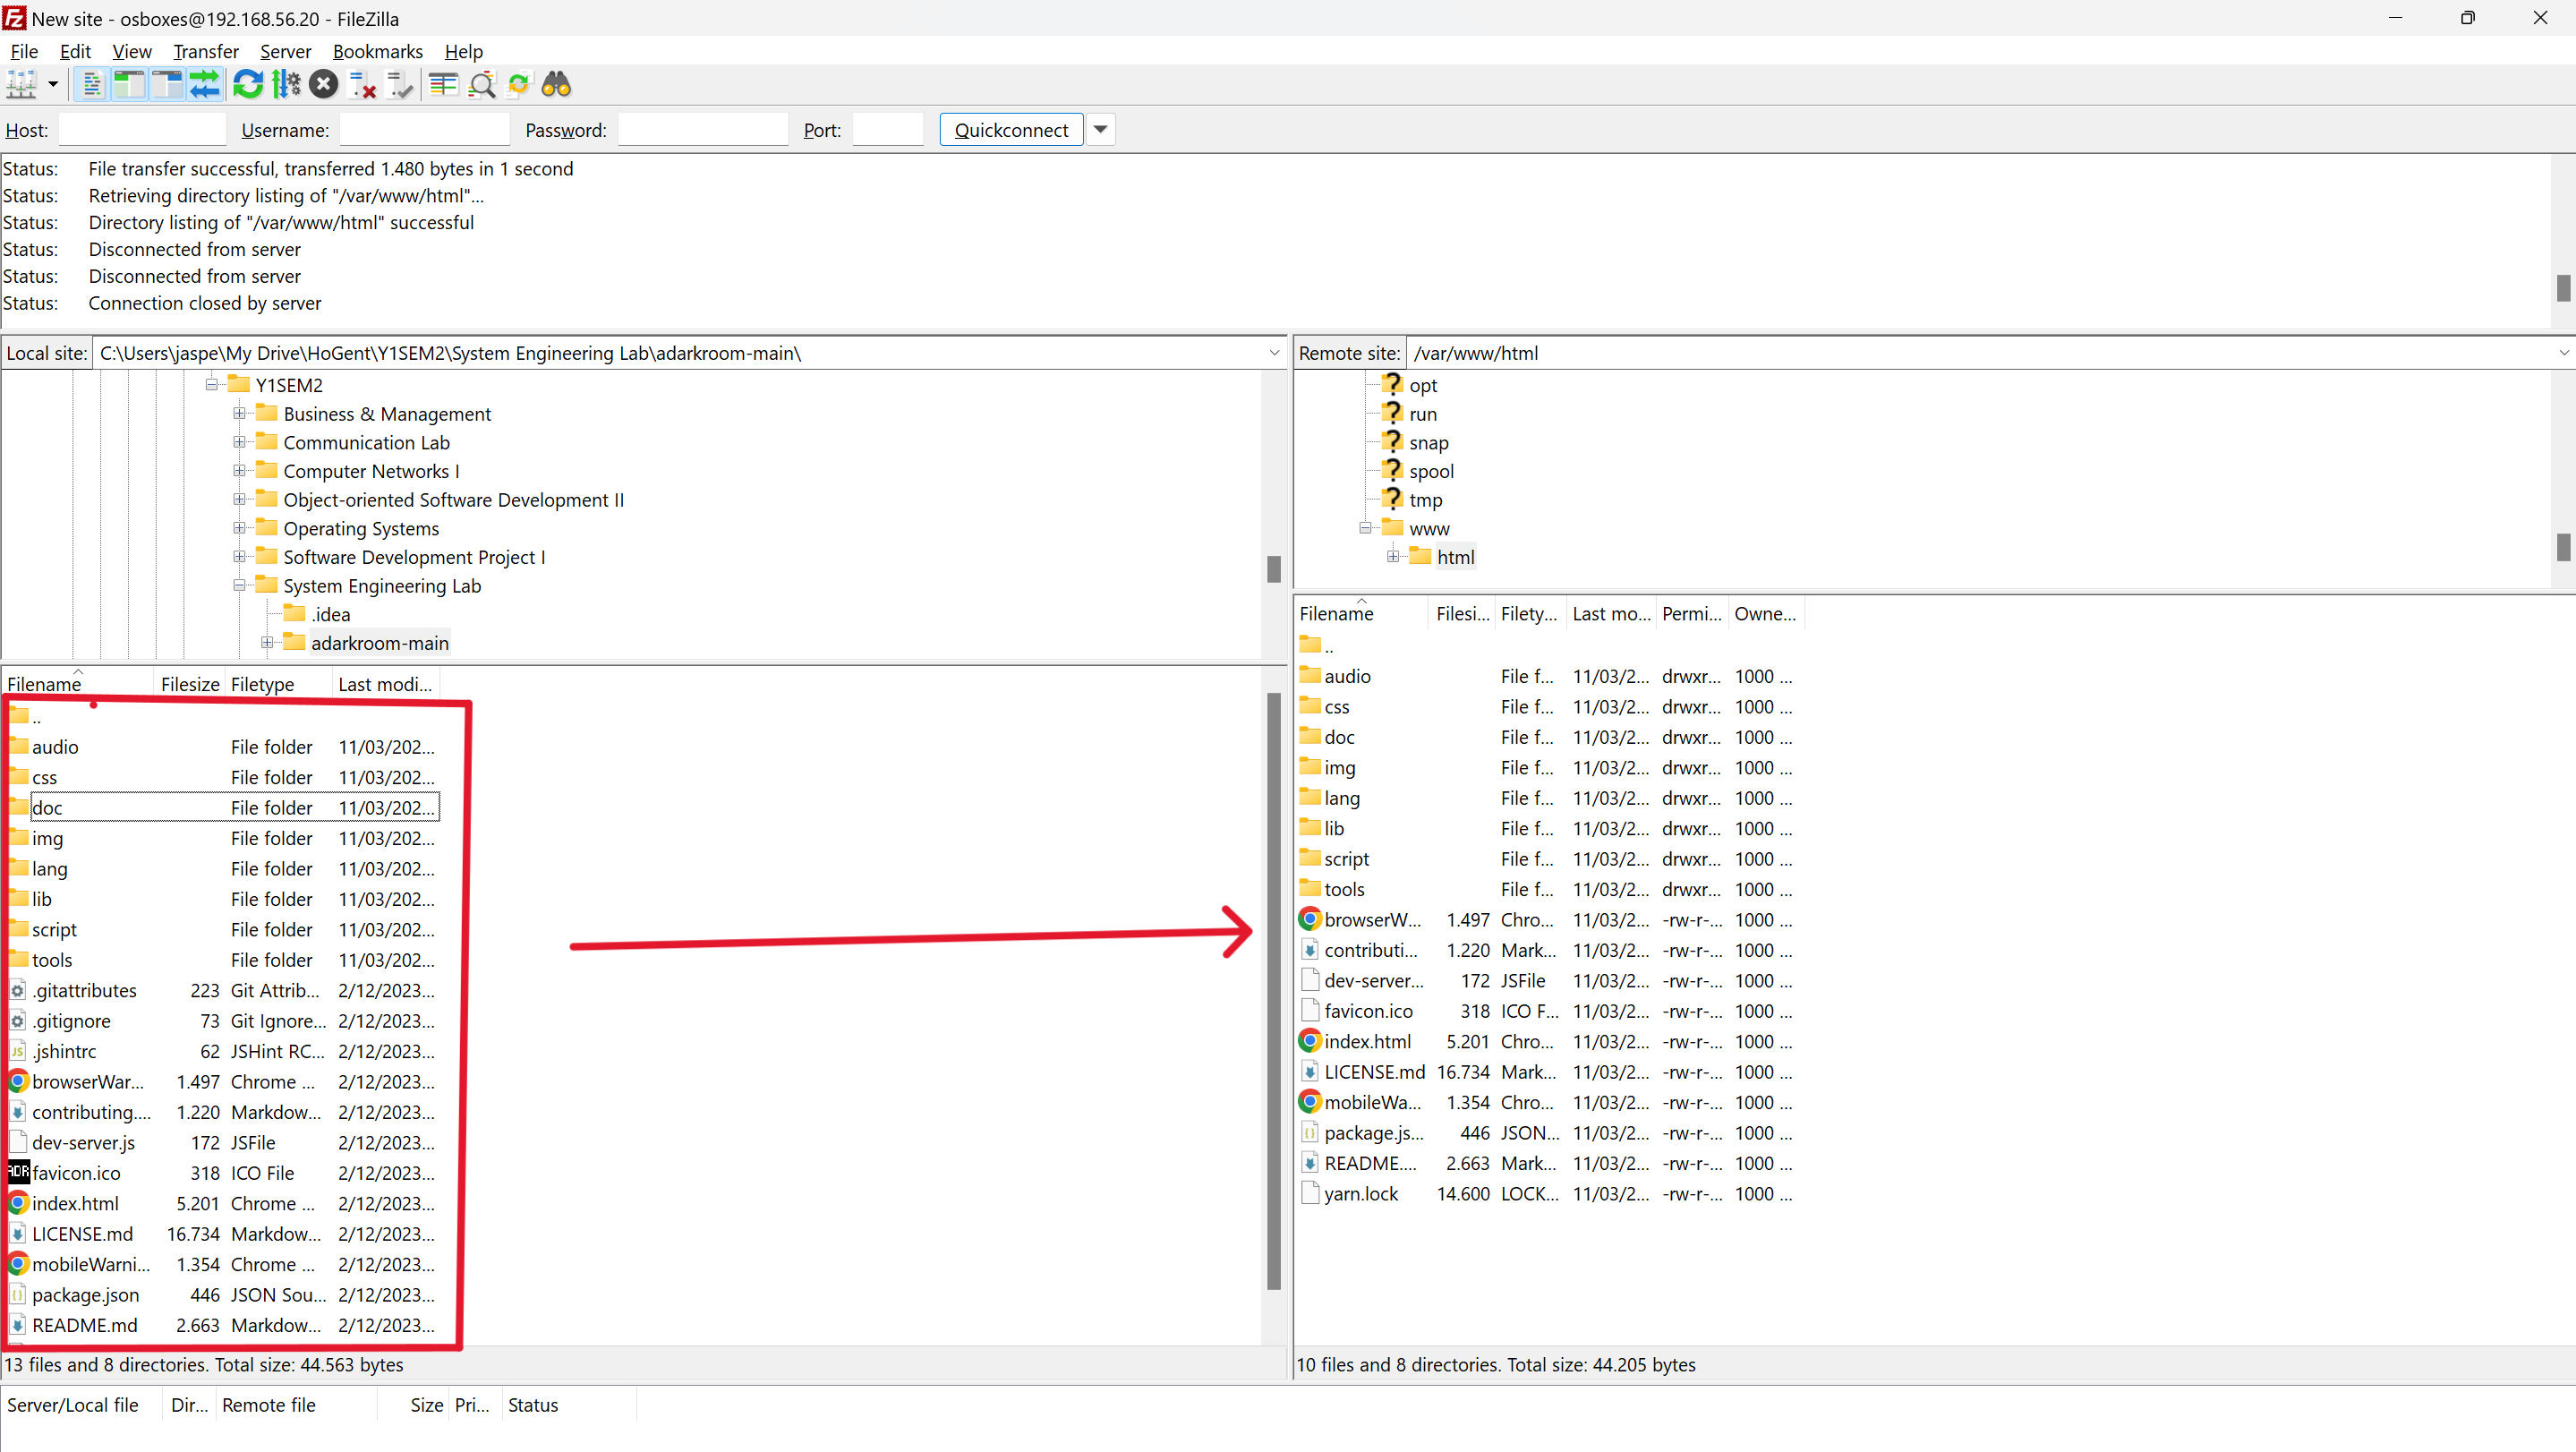 New site - osboxes@192.168.56.20 - FileZilla
File Edit View Transfer Server Bookmarks Help
Host: Username: Password: Port: Quickconnect
Status: File transfer successful, transferred 1.480 bytes in 1 second
Status: Retrieving directory listing of "/var/www/html"...
Status: Directory listing of "/var/www/html" successful
Status: Disconnected from server
Status: Disconnected from server
Status: Connection closed by server
Local site: C:\Users\jaspe\My Drive\HoGent\Y1SEM2\System Engineering Lab\adarkroom-main\
Y1SEM2
Business & Management
Communication Lab
Computer Networks I
Object-oriented Software Development II
Operating Systems
Software Development Project I
System Engineering Lab
.idea
adarkroom-main
Filename Filesize Filetype Last modi...
..
audio File folder 11/03/202...
css File folder 11/03/202...
doc File folder 11/03/202...
img File folder 11/03/202...
lang File folder 11/03/202...
lib File folder 11/03/202...
script File folder 11/03/202...
tools File folder 11/03/202...
.gitattributes 223 Git Attrib... 2/12/2023...
.gitignore 73 Git Ignore... 2/12/2023...
.jshintrc 62 JSHint RC... 2/12/2023...
browserWar... 1.497 Chrome ... 2/12/2023...
contributing.... 1.220 Markdow... 2/12/2023...
dev-server.js 172 JSFile 2/12/2023...
favicon.ico 318 ICO File 2/12/2023...
index.html 5.201 Chrome ... 2/12/2023...
LICENSE.md 16.734 Markdow... 2/12/2023...
mobileWarni... 1.354 Chrome ... 2/12/2023...
package.json 446 JSON Sou... 2/12/2023...
README.md 2.663 Markdow... 2/12/2023...
13 files and 8 directories. Total size: 44.563 bytes
Remote site: /var/www/html
opt
run
snap
spool
tmp
www
html
Filename Filesi... Filety... Last mo... Permi... Owne...
..
audio File f... 11/03/2... drwxr... 1000 ...
css File f... 11/03/2... drwxr... 1000 ...
doc File f... 11/03/2... drwxr... 1000 ...
img File f... 11/03/2... drwxr... 1000 ...
lang File f... 11/03/2... drwxr... 1000 ...
lib File f... 11/03/2... drwxr... 1000 ...
script File f... 11/03/2... drwxr... 1000 ...
tools File f... 11/03/2... drwxr... 1000 ...
browserW... 1.497 Chro... 11/03/2... -rw-r-... 1000 ...
contributi... 1.220 Mark... 11/03/2... -rw-r-... 1000 ...
dev-server... 172 JSFile 11/03/2... -rw-r-... 1000 ...
favicon.ico 318 ICO F... 11/03/2... -rw-r-... 1000 ...
index.html 5.201 Chro... 11/03/2... -rw-r-... 1000 ...
LICENSE.md 16.734 Mark... 11/03/2... -rw-r-... 1000 ...
mobileWa... 1.354 Chro... 11/03/2... -rw-r-... 1000 ...
package.js... 446 JSON... 11/03/2... -rw-r-... 1000 ...
README.... 2.663 Mark... 11/03/2... -rw-r-... 1000 ...
yarn.lock 14.600 LOCK... 11/03/2... -rw-r-... 1000 ...
10 files and 8 directories. Total size: 44.205 bytes
Server/Local file Dir... Remote file Size Pri... Status